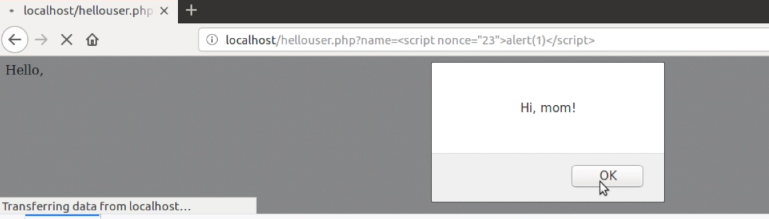 localhost/hellouser.php
localhost/hellouser.php?name=<script nonce="23">alert(1)</script>
Hello,
Hi, mom!
OK
Transferring data from localhost...